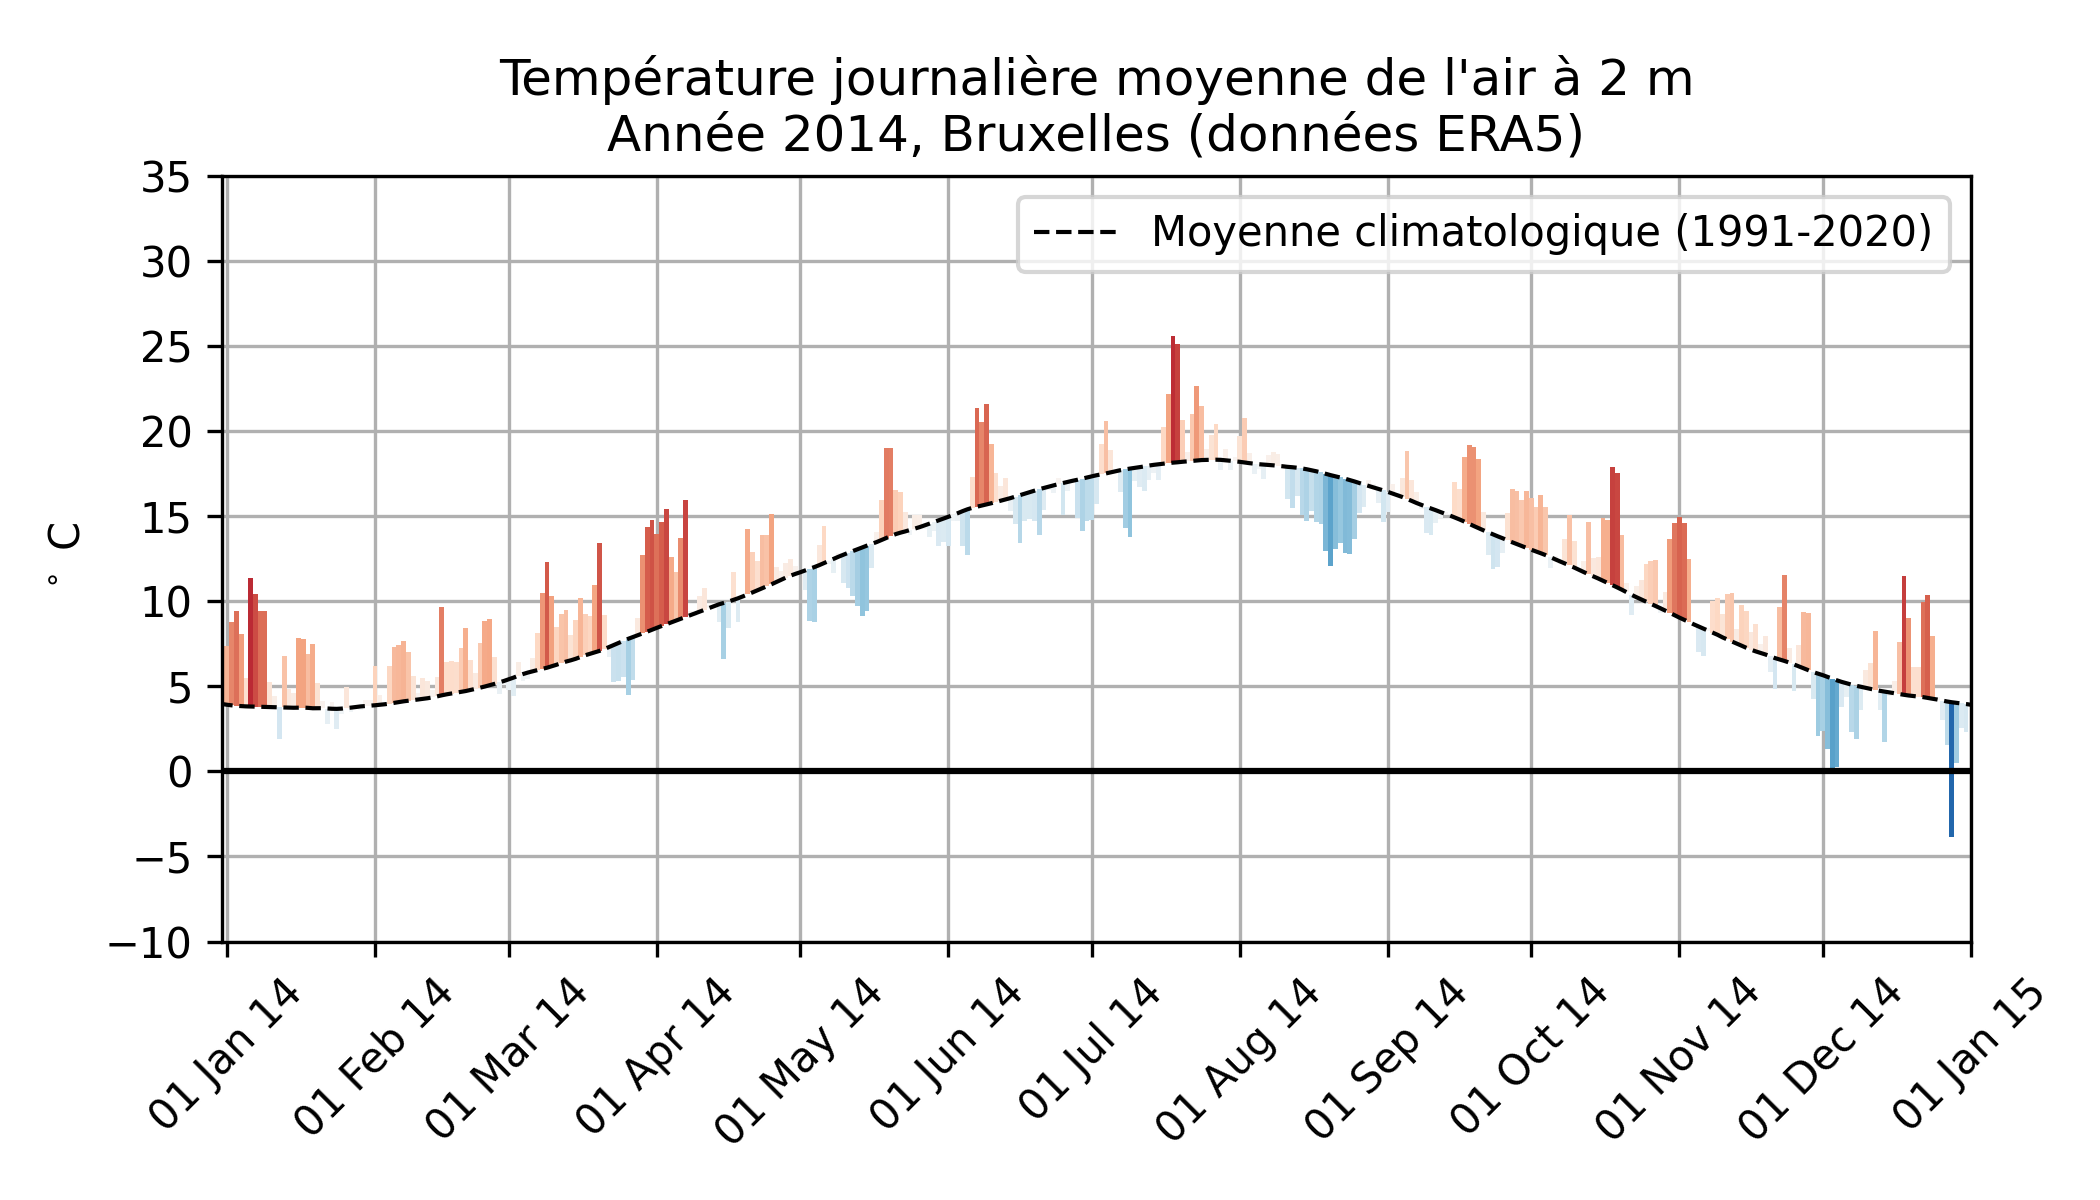 Température journalière moyenne de l'air à 2 m
Année 2014, Bruxelles (données ERA5)
Moyenne climatologique (1991-2020)
° C
35
30
25
20
15
10
5
0
−5
−10
01 Jan 14
01 Feb 14
01 Mar 14
01 Apr 14
01 May 14
01 Jun 14
01 Jul 14
01 Aug 14
01 Sep 14
01 Oct 14
01 Nov 14
01 Dec 14
01 Jan 15